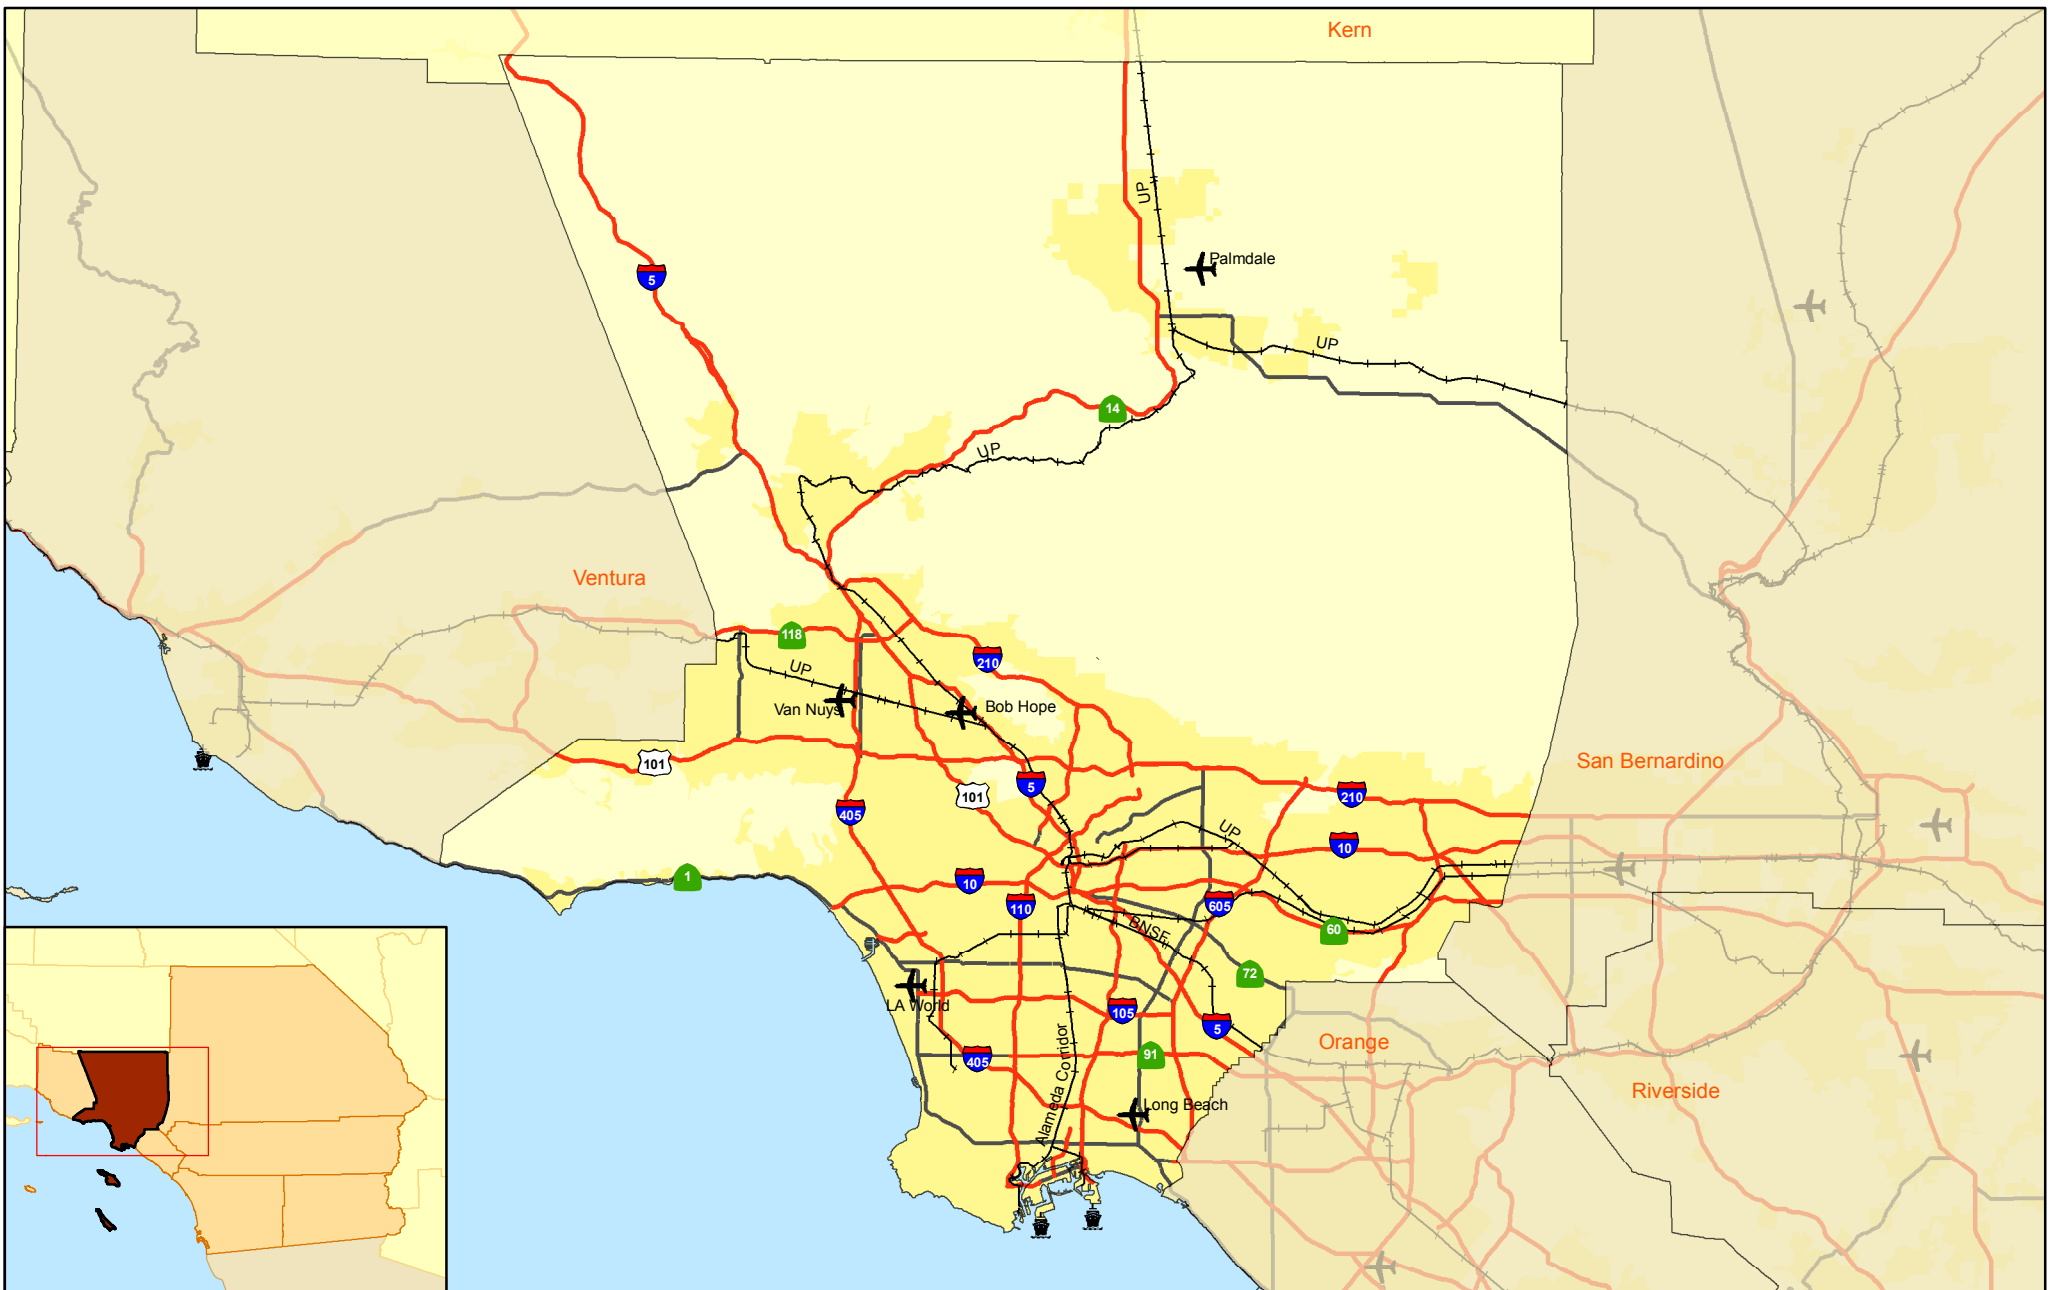 Kern
UP
Palmdale
5
UP
14
UP
Ventura
118
210
UP
Van Nuys
Bob Hope
101
San Bernardino
5
101
210
405
UP
10
1
10
110
605
60
BNSF
72
LA World
105
5
Orange
Alameda Corridor
405
91
Riverside
Long Beach